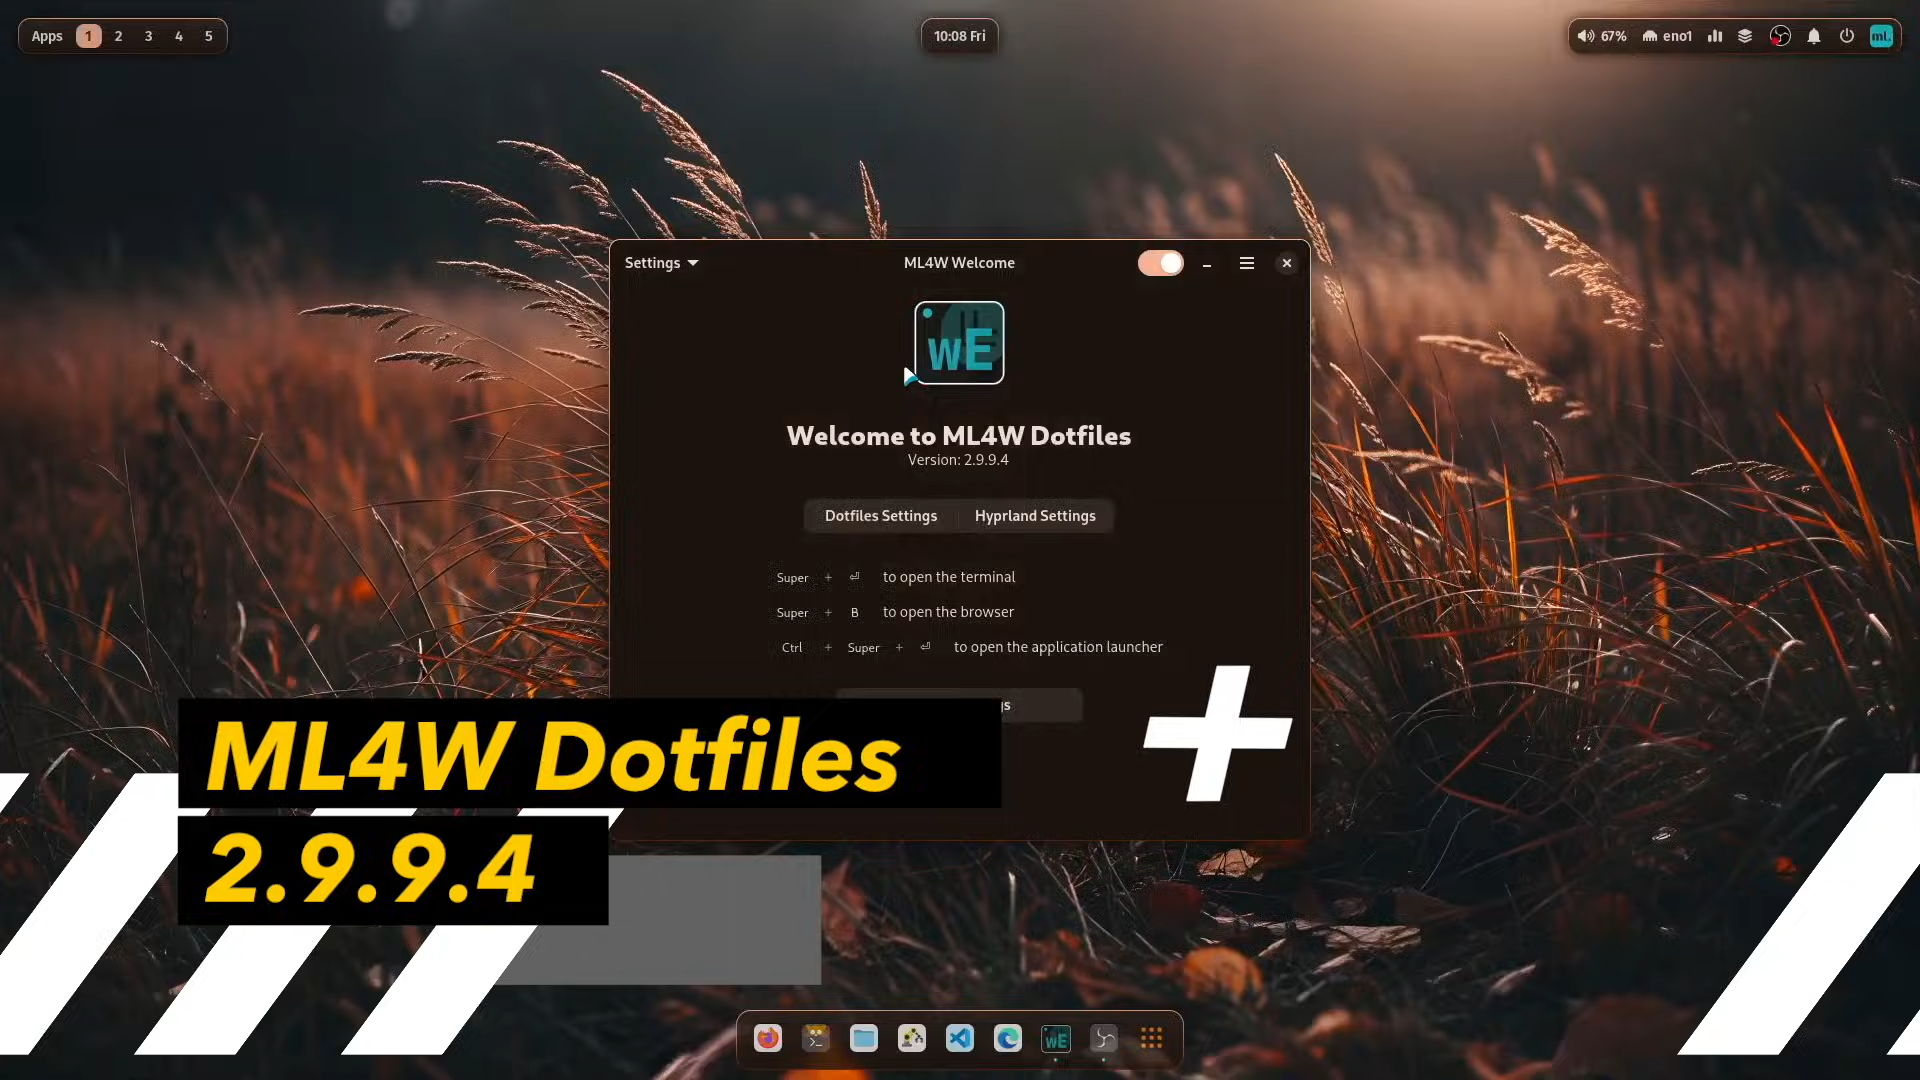 Apps 1 2 3 4 5
10:08 Fri
67% eno1 mL
Settings
ML4W Welcome
WE
Welcome to ML4W Dotfiles
Version: 2.9.9.4
Dotfiles Settings Hyprland Settings
Super + ⏎ to open the terminal
Super + B to open the browser
Ctrl + Super + ⏎ to open the application launcher
ML4W Dotfiles
2.9.9.4
WE